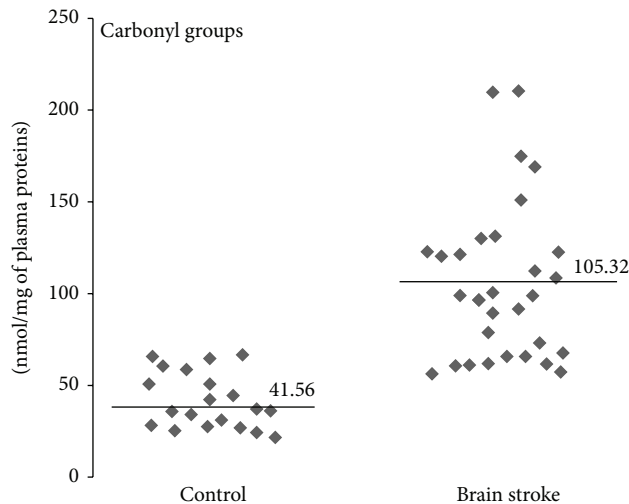 Carbonyl groups
(nmol/mg of plasma proteins)
250
200
150
100
50
0
41.56
105.32
Control
Brain stroke